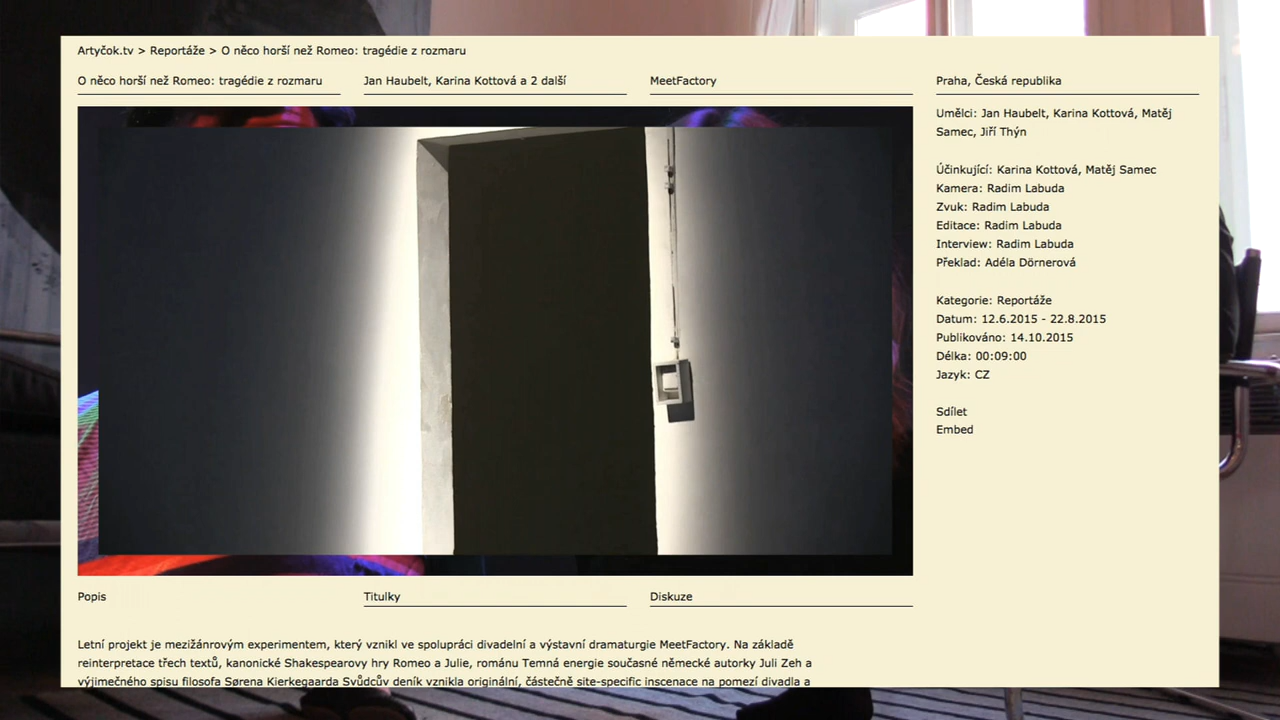 Artyčok.tv > Reportáže > O něco horší než Romeo: tragédie z rozmaru
O něco horší než Romeo: tragédie z rozmaru
Jan Haubelt, Karina Kottová a 2 další
MeetFactory
Praha, Česká republika
Umělci: Jan Haubelt, Karina Kottová, Matěj
Samec, Jiří Thýn
Účinkující: Karina Kottová, Matěj Samec
Kamera: Radim Labuda
Zvuk: Radim Labuda
Editace: Radim Labuda
Interview: Radim Labuda
Překlad: Adéla Dörnerová
Kategorie: Reportáže
Datum: 12.6.2015 - 22.8.2015
Publikováno: 14.10.2015
Délka: 00:09:00
Jazyk: CZ
Sdílet
Embed
Popis
Titulky
Diskuze
Letní projekt je mezižánrovým experimentem, který vznikl ve spolupráci divadelní a výstavní dramaturgie MeetFactory. Na základě
reinterpretace třech textů, kanonické Shakespearovy hry Romeo a Julie, románu Temná energie současné německé autorky Juli Zeh a
výjimečného spisu filosofa Sørena Kierkegaarda Svůdcův deník vznikla originální, částečně site-specific inscenace na pomezí divadla a